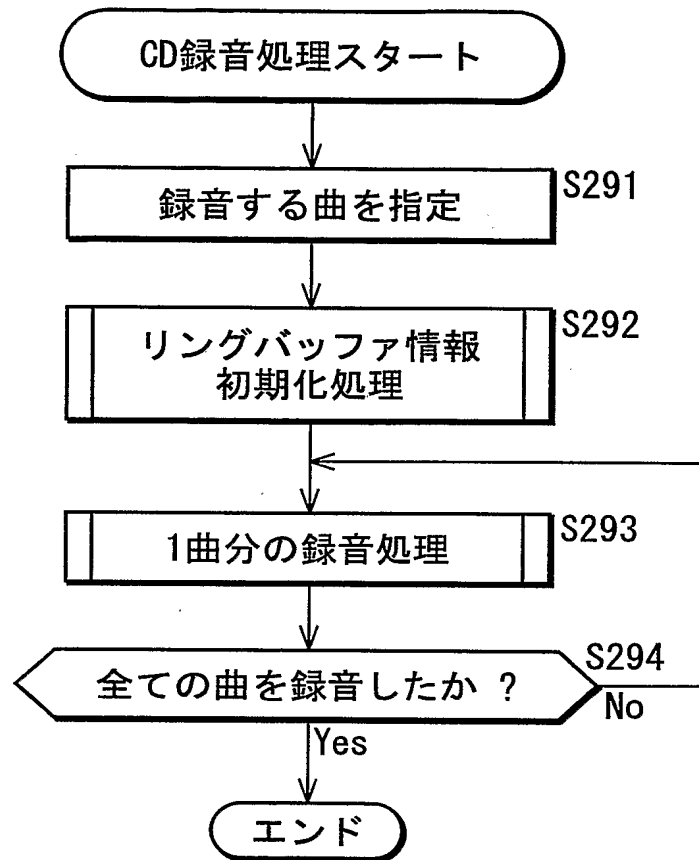 CD録音処理スタート
録音する曲を指定
S291
リングバッファ情報
初期化処理
S292
1曲分の録音処理
S293
全ての曲を録音したか ?
S294
No
Yes
エンド